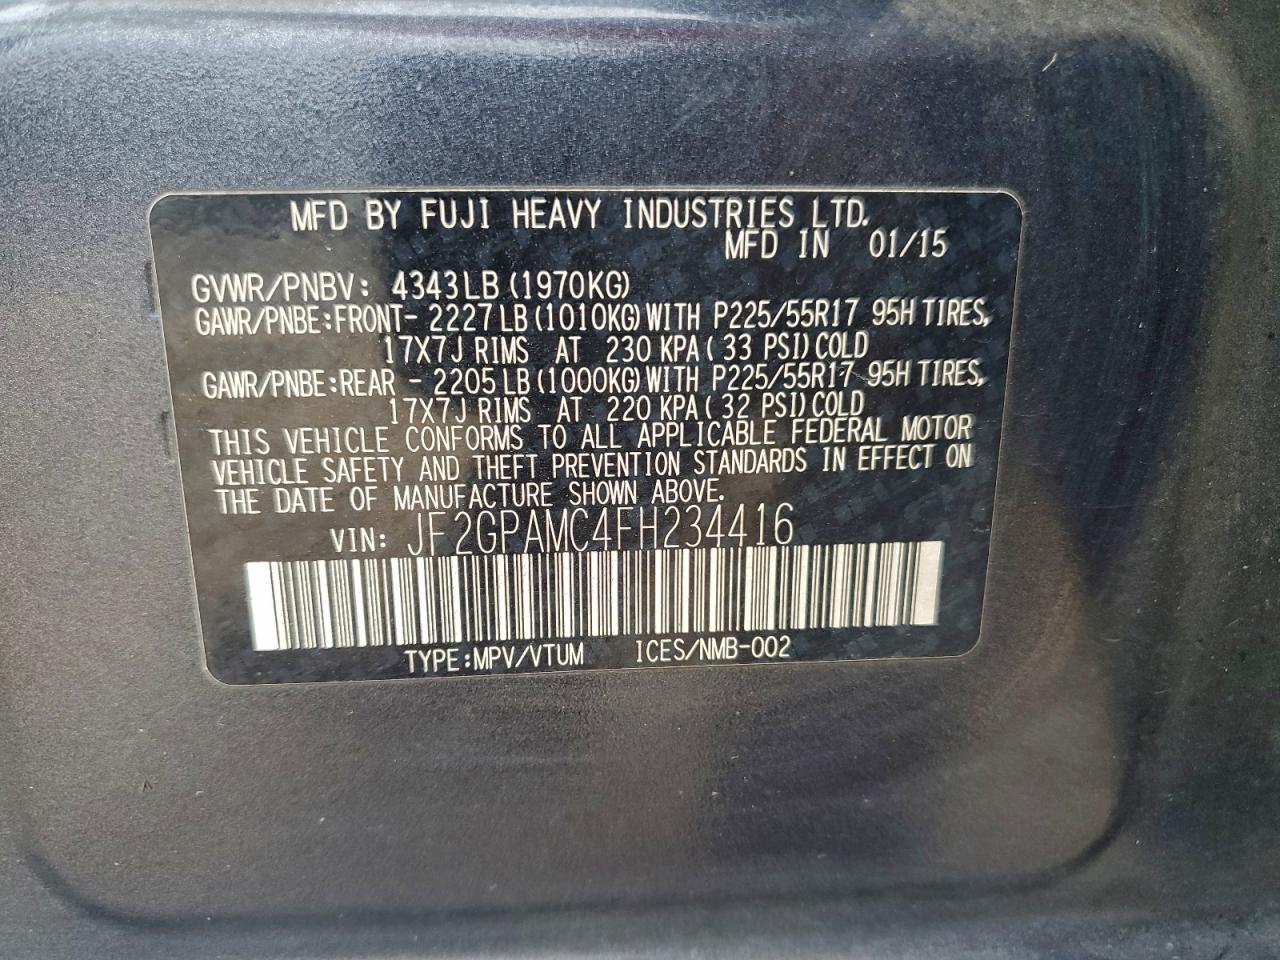 MFD BY FUJI HEAVY INDUSTRIES LTD.
MFD IN 01/15
GVWR/PNBV: 4343LB (1970KG)
GAWR/PNBE:FRONT- 2227LB (1010KG) WITH P225/55R17 95H TIRES,
17X7J RIMS AT 230 KPA ( 33 PSI) COLD
GAWR/PNBE:REAR - 2205LB (1000KG) WITH P225/55R17 95H TIRES,
17X7J RIMS AT 220 KPA ( 32 PSI) COLD
THIS VEHICLE CONFORMS TO ALL APPLICABLE FEDERAL MOTOR
VEHICLE SAFETY AND THEFT PREVENTION STANDARDS IN EFFECT ON
THE DATE OF MANUFACTURE SHOWN ABOVE.
VIN: JF2GPAMC4FH234416
TYPE:MPV/VTUM ICES/NMB-002